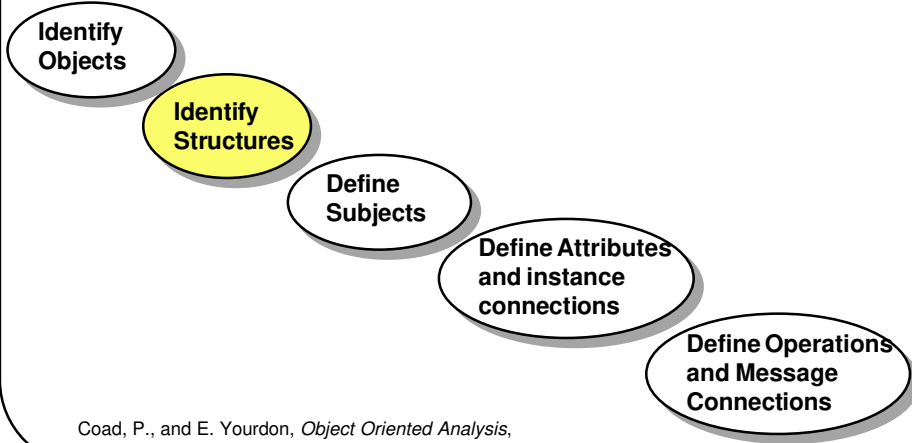 Identify
Objects
Identify
Structures
Define
Subjects
Define Attributes
and instance
connections
Define Operations
and Message
Connections
Coad, P., and E. Yourdon, Object Oriented Analysis,